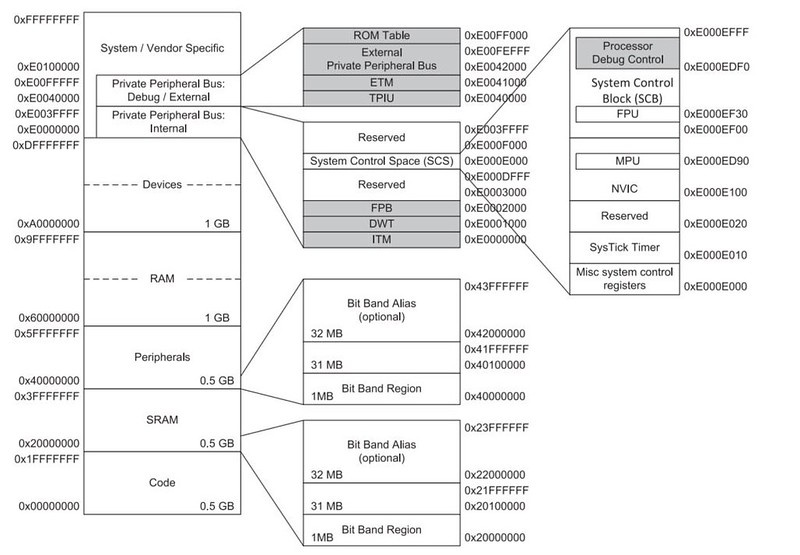 0xFFFFFFFF
System / Vendor Specific
0xE0100000
0xE00FFFFF
Private Peripheral Bus:
Debug / External
0xE0040000
0xE003FFFF
Private Peripheral Bus:
Internal
0xE0000000
0xDFFFFFFF
Devices
0xA0000000
1 GB
0x9FFFFFFF
RAM
0x60000000
1 GB
0x5FFFFFFF
Peripherals
0x40000000
0.5 GB
0x3FFFFFFF
SRAM
0x20000000
0.5 GB
0x1FFFFFFF
Code
0x00000000
0.5 GB
ROM Table
0xE00FF000
External
Private Peripheral Bus
0xE00FEFFF
0xE0042000
ETM
0xE0041000
TPIU
0xE0040000
Reserved
0xE003FFFF
0xE000F000
System Control Space (SCS)
0xE000E000
Reserved
0xE000DFFF
0xE0003000
FPB
0xE0002000
DWT
0xE0001000
ITM
0xE0000000
Bit Band Alias
(optional)
0x43FFFFFF
32 MB
0x42000000
0x41FFFFFF
31 MB
0x40100000
Bit Band Region
1MB
0x40000000
Bit Band Alias
(optional)
0x23FFFFFF
32 MB
0x22000000
0x21FFFFFF
31 MB
0x20100000
Bit Band Region
1MB
0x20000000
0xE000EFFF
Processor
Debug Control
0xE000EDF0
System Control
Block (SCB)
FPU
0xE000EF30
0xE000EF00
MPU
0xE000ED90
NVIC
0xE000E100
Reserved
0xE000E020
SysTick Timer
0xE000E010
Misc system control
registers
0xE000E000